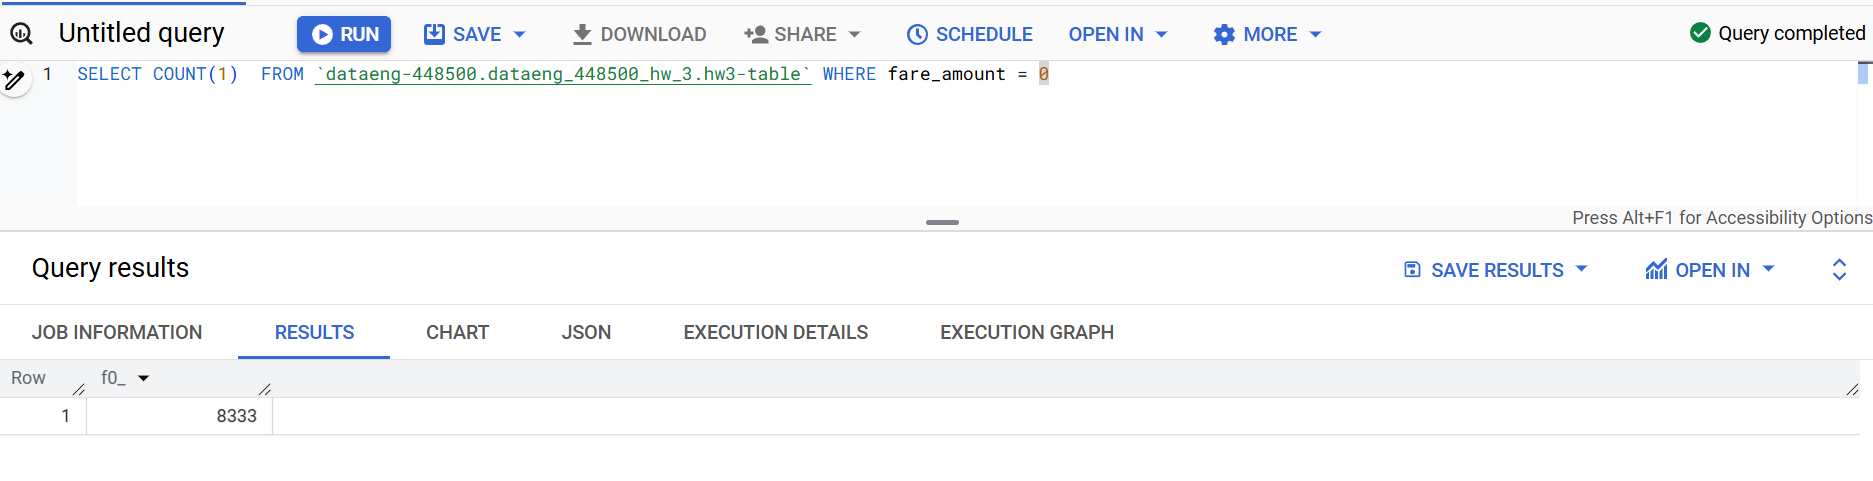 Untitled query RUN SAVE DOWNLOAD SHARE SCHEDULE OPEN IN MORE Query completed
1 SELECT COUNT(1)  FROM `dataeng-448500.dataeng_448500_hw_3.hw3-table` WHERE fare_amount = 0
Press Alt+F1 for Accessibility Options
Query results SAVE RESULTS OPEN IN
JOB INFORMATION RESULTS CHART JSON EXECUTION DETAILS EXECUTION GRAPH
Row f0_
1 8333